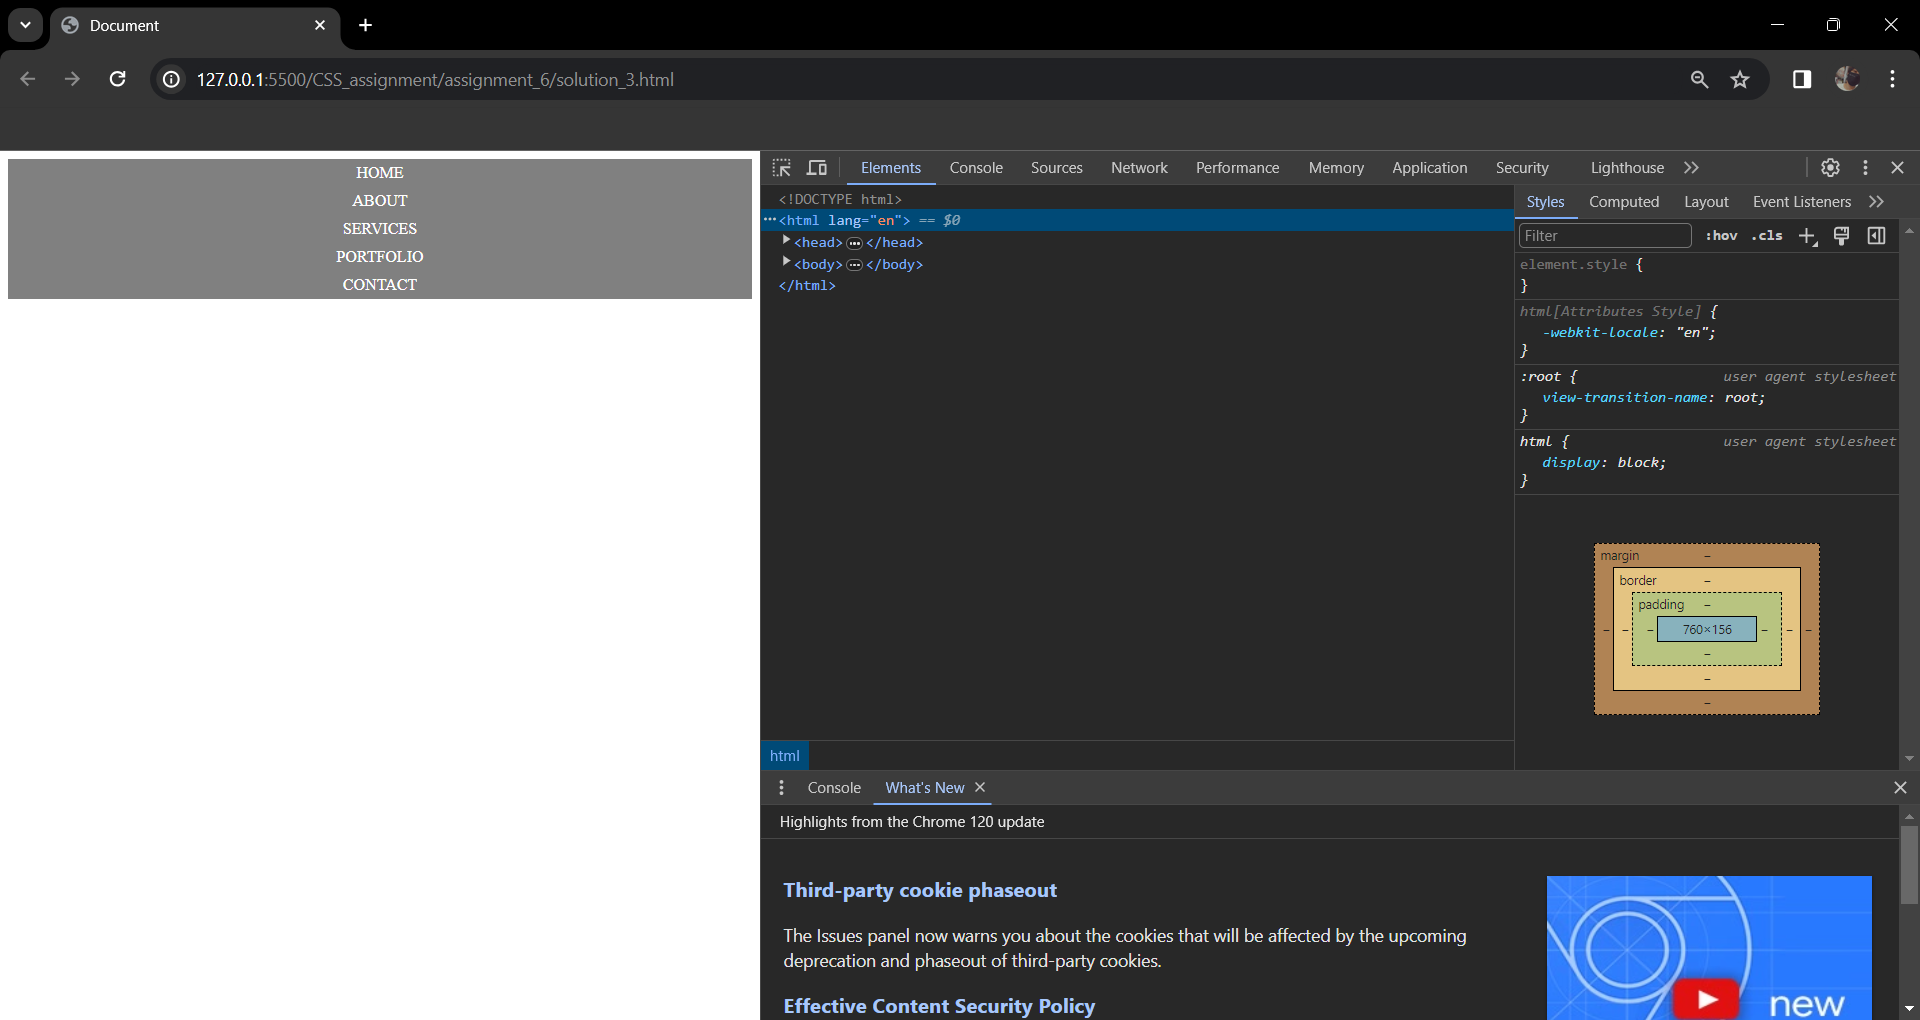 Document
127.0.0.1:5500/CSS_assignment/assignment_6/solution_3.html
HOME
ABOUT
SERVICES
PORTFOLIO
CONTACT
Elements Console Sources Network Performance Memory Application Security Lighthouse
<!DOCTYPE html>
<html lang="en"> == $0
<head> </head>
<body> </body>
</html>
html
Styles Computed Layout Event Listeners
Filter :hov .cls
element.style {
}
html[Attributes Style] {
-webkit-locale: "en";
}
:root { user agent stylesheet
view-transition-name: root;
}
html { user agent stylesheet
display: block;
}
margin –
border –
padding –
– – – 760×156 – – –
–
–
–
Console What's New
Highlights from the Chrome 120 update
Third-party cookie phaseout
The Issues panel now warns you about the cookies that will be affected by the upcoming
deprecation and phaseout of third-party cookies.
Effective Content Security Policy
new